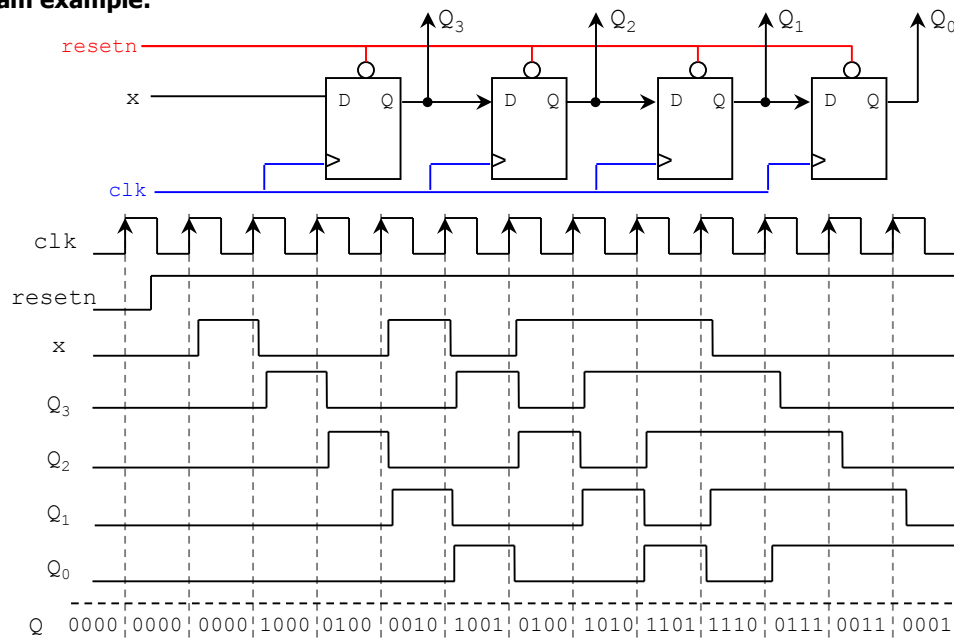 am example.
Q3 Q2 Q1 Q0
resetn
x
D Q D Q D Q D Q
clk
clk
resetn
x
Q3
Q2
Q1
Q0
Q 0000 0000 0000 1000 0100 0010 1001 0100 1010 1101 1110 0111 0011 0001